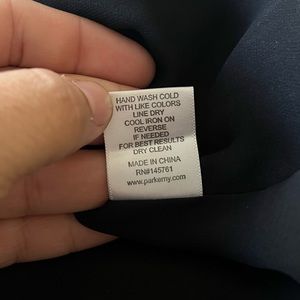 HAND WASH COLD
WITH LIKE COLORS
LINE DRY
COOL IRON ON
REVERSE
IF NEEDED
FOR BEST RESULTS
DRY CLEAN
MADE IN CHINA
RN#145761
www.parkerny.com